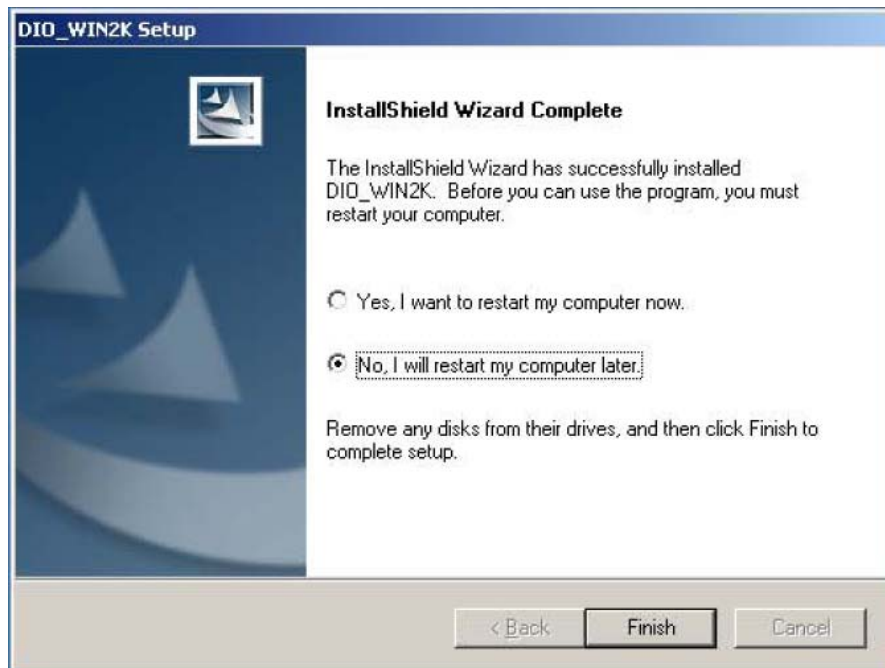 DIO_WIN2K Setup
InstallShield Wizard Complete
The InstallShield Wizard has successfully installed
DIO_WIN2K. Before you can use the program, you must
restart your computer.
Yes, I want to restart my computer now.
No, I will restart my computer later.
Remove any disks from their drives, and then click Finish to
complete setup.
< Back Finish Cancel